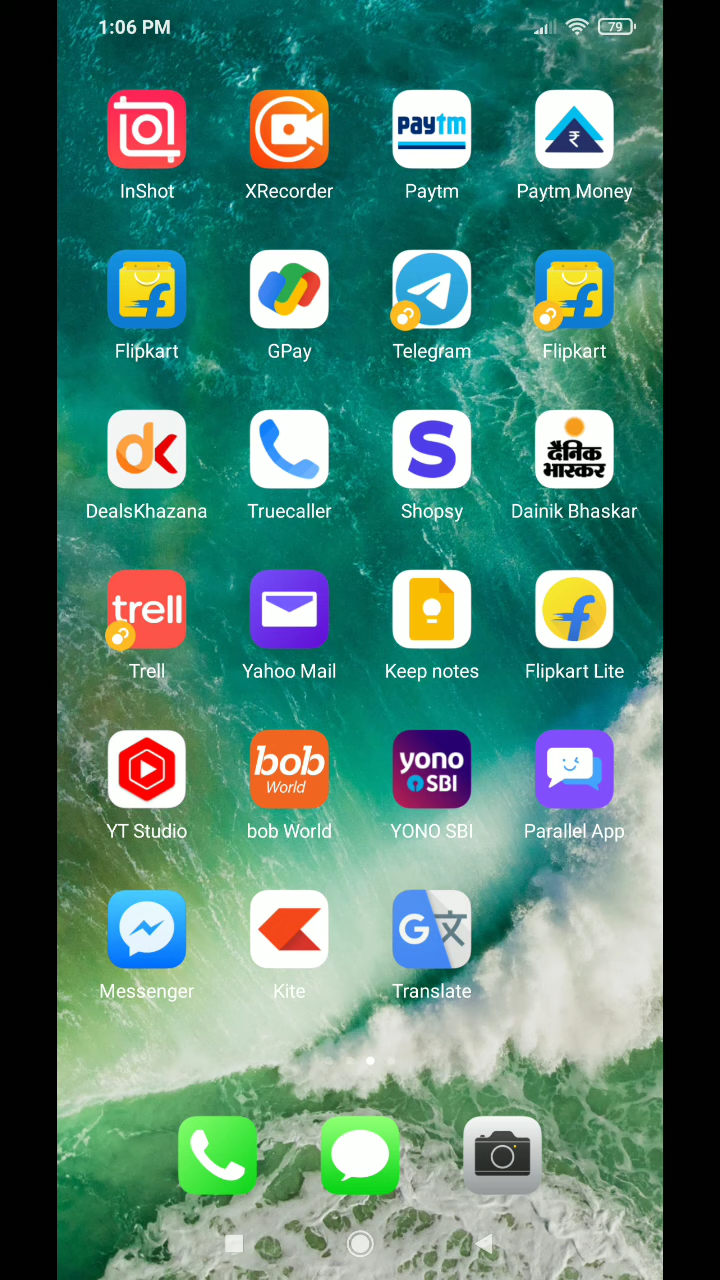 1:06 PM
79
InShot
XRecorder
paytm
Paytm
₹
Paytm Money
Flipkart
GPay
Telegram
Flipkart
dk
DealsKhazana
Truecaller
S
Shopsy
दैनिक
भास्कर
Dainik Bhaskar
trell
Trell
Yahoo Mail
Keep notes
f
Flipkart Lite
YT Studio
bob
World
bob World
yono
SBI
YONO SBI
Parallel App
Messenger
Kite
G文
Translate